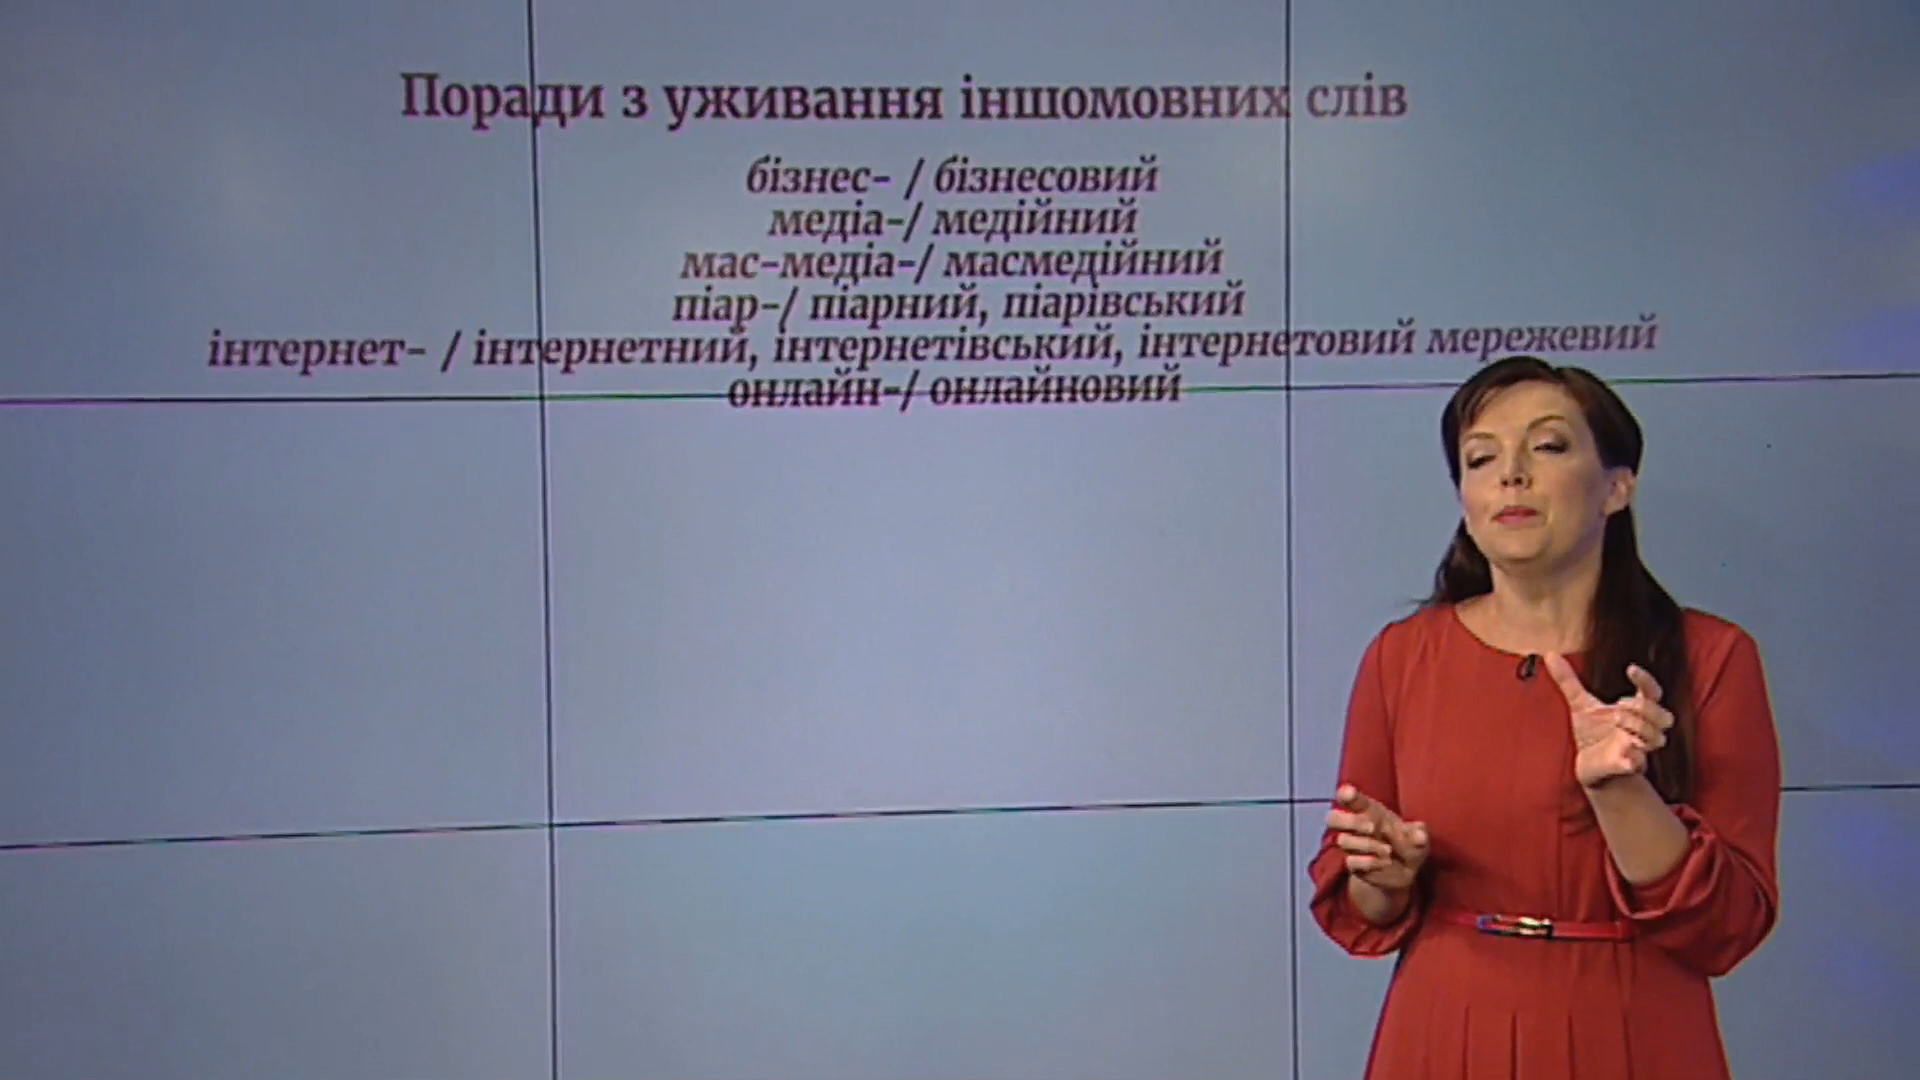 Поради з уживання іншомовних слів
бізнес- / бізнесовий
медіа-/ медійний
мас-медіа-/ масмедійний
піар-/ піарний, піарівський
інтернет- / інтернетний, інтернетівський, інтернетовий мережевий
онлайн-/ онлайновий